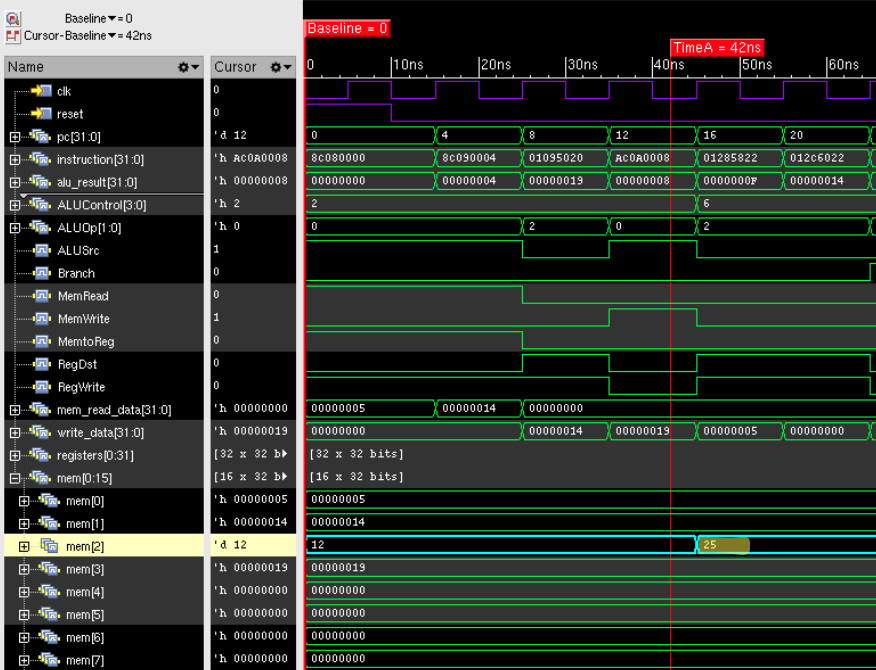 Baseline▼= 0
Cursor-Baseline▼= 42ns
Baseline = 0
TimeA = 42ns
Name Cursor 0 10ns 20ns 30ns 40ns 50ns 60ns
clk 0
reset 0
pc[31:0] 'd 12 0 4 8 12 16 20
instruction[31:0] 'h AC0A0008 8c080000 8c090004 01095020 AC0A0008 01285822 012c6022
alu_result[31:0] 'h 00000008 00000000 00000004 00000019 00000008 0000000F 00000014
ALUControl[3:0] 'h 2 2 6
ALUOp[1:0] 'h 0 0 2 0 2
ALUSrc 1
Branch 0
MemRead 0
MemWrite 1
MemtoReg 0
RegDst 0
RegWrite 0
mem_read_data[31:0] 'h 00000000 00000005 00000014 00000000
write_data[31:0] 'h 00000019 00000000 00000014 00000019 00000005 00000000
registers[0:31] [32 x 32 b [32 x 32 bits]
mem[0:15] [16 x 32 b [16 x 32 bits]
mem[0] 'h 00000005 00000005
mem[1] 'h 00000014 00000014
mem[2] 'd 12 12 25
mem[3] 'h 00000019 00000019
mem[4] 'h 00000000 00000000
mem[5] 'h 00000000 00000000
mem[6] 'h 00000000 00000000
mem[7] 'h 00000000 00000000